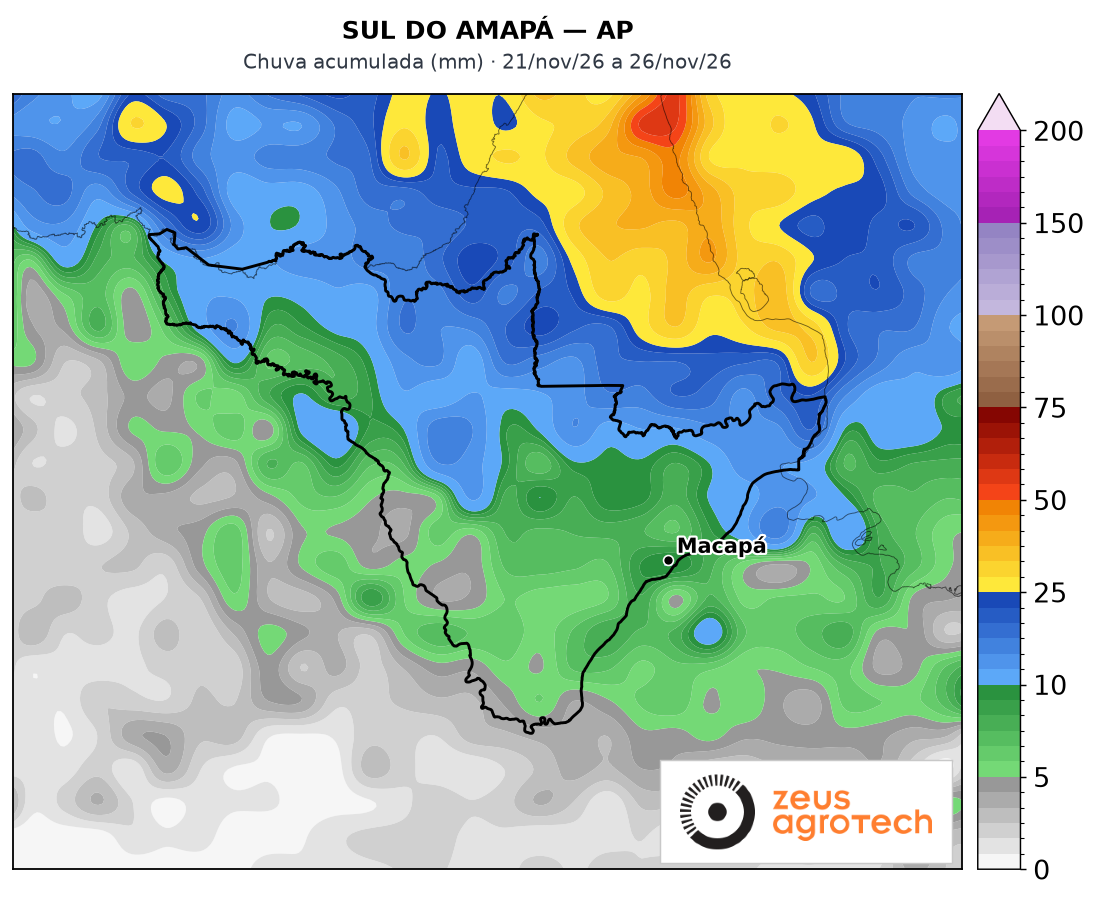 SUL DO AMAPÁ — AP
Chuva acumulada (mm) · 21/nov/26 a 26/nov/26
200
150
100
75
50
25
10
5
0
Macapá
zeus
agrotech